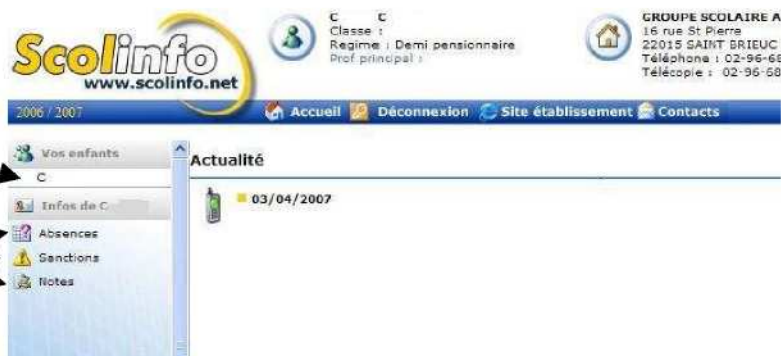 Scolinfo
www.scolinfo.net
C C
Classe :
Regime : Demi pensionnaire
Prof principal :
GROUPE SCOLAIRE A
16 rue St Pierre
22015 SAINT BRIEUC
Téléphone : 02-96-68
Télécopie : 02-96-68
2006 / 2007
Accueil
Déconnexion
Site établissement
Contacts
Vos enfants
C
Infos de C
Absences
Sanctions
Notes
Actualité
03/04/2007